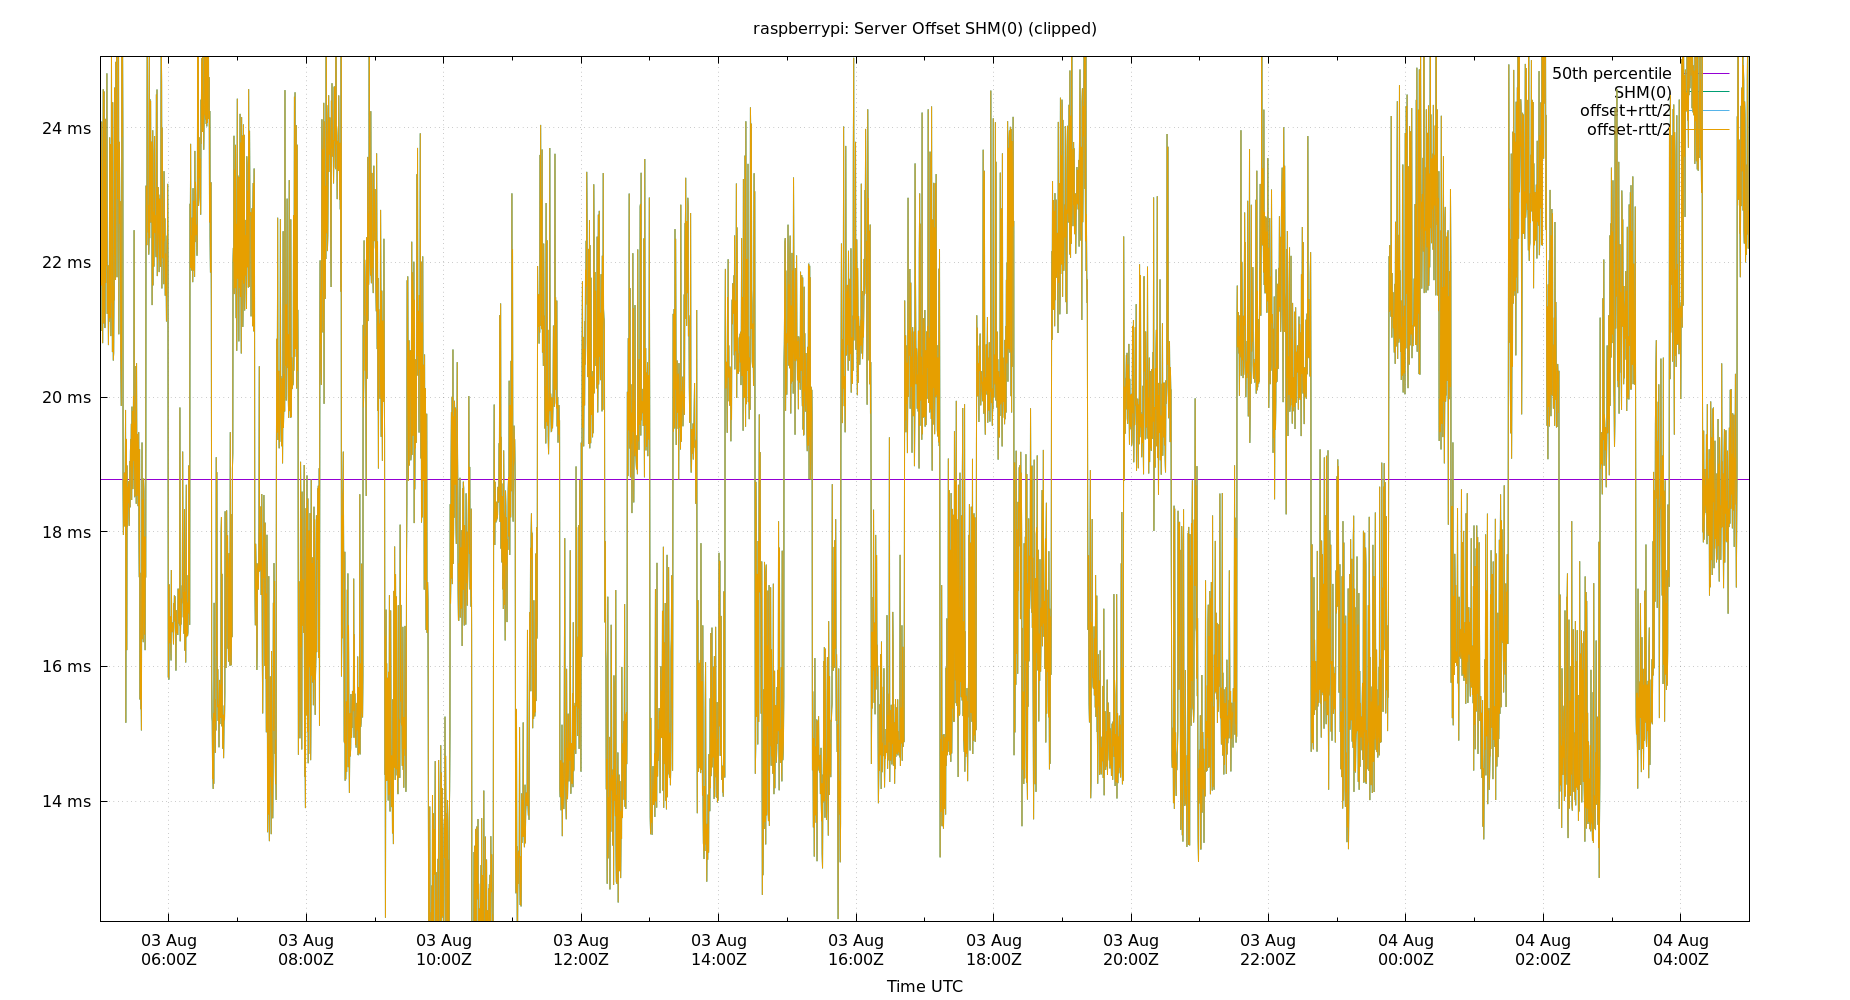 raspberrypi: Server Offset SHM(0) (clipped)
50th percentile
SHM(0)
offset+rtt/2
offset-rtt/2
24 ms
22 ms
20 ms
18 ms
16 ms
14 ms
03 Aug 03 Aug 03 Aug 03 Aug 03 Aug 03 Aug 03 Aug 03 Aug 03 Aug 04 Aug 04 Aug 04 Aug
06:00Z 08:00Z 10:00Z 12:00Z 14:00Z 16:00Z 18:00Z 20:00Z 22:00Z 00:00Z 02:00Z 04:00Z
Time UTC